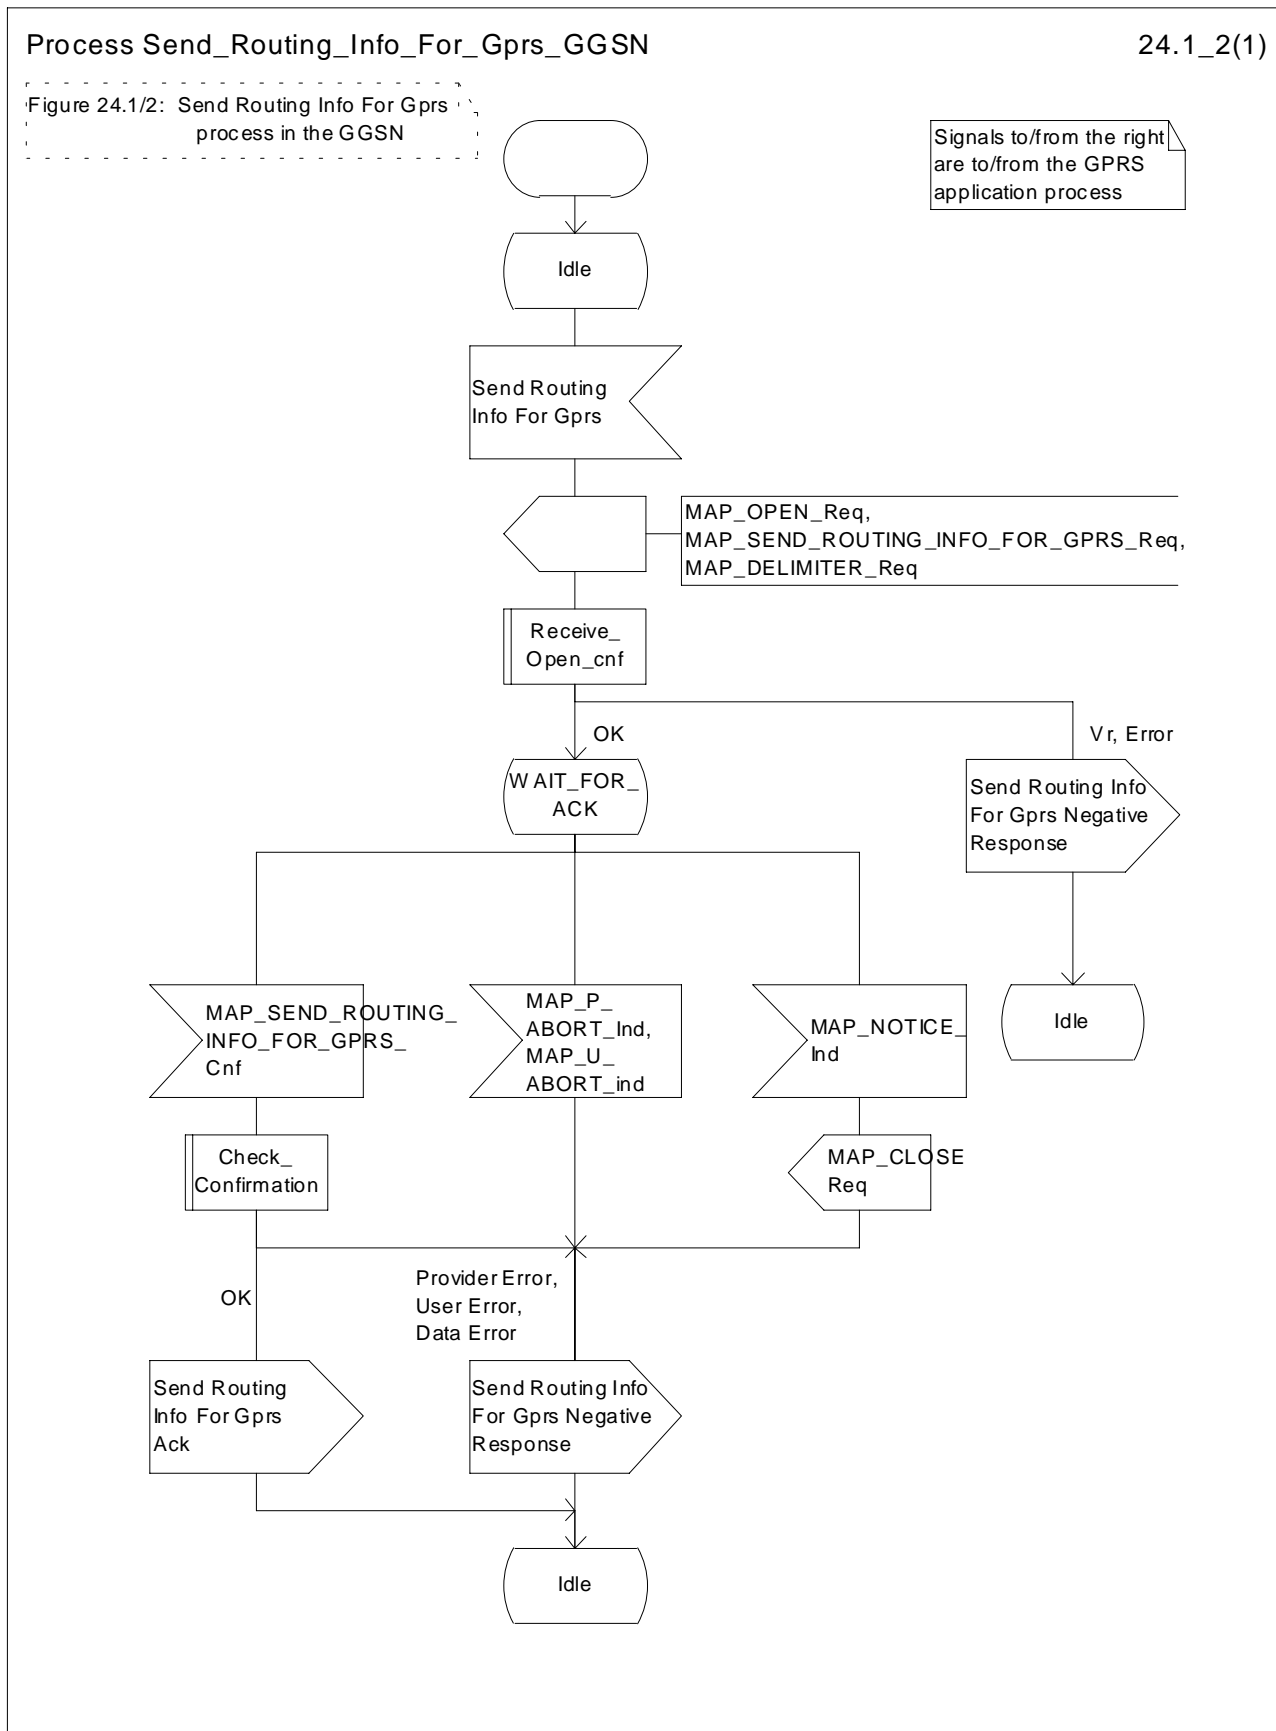 Process Send_Routing_Info_For_Gprs_GGSN
24.1_2(1)
Figure 24.1/2: Send Routing Info For Gprs
process in the GGSN
Signals to/from the right
are to/from the GPRS
application process
Idle
Send Routing
Info For Gprs
MAP_OPEN_Req,
MAP_SEND_ROUTING_INFO_FOR_GPRS_Req,
MAP_DELIMITER_Req
Receive_
Open_cnf
OK
Vr, Error
WAIT_FOR_
ACK
Send Routing Info
For Gprs Negative
Response
MAP_SEND_ROUTING_
INFO_FOR_GPRS_
Cnf
MAP_P_
ABORT_Ind,
MAP_U_
ABORT_ind
MAP_NOTICE_
Ind
Idle
Check_
Confirmation
MAP_CLOSE
Req
OK
Provider Error,
User Error,
Data Error
Send Routing
Info For Gprs
Ack
Send Routing Info
For Gprs Negative
Response
Idle